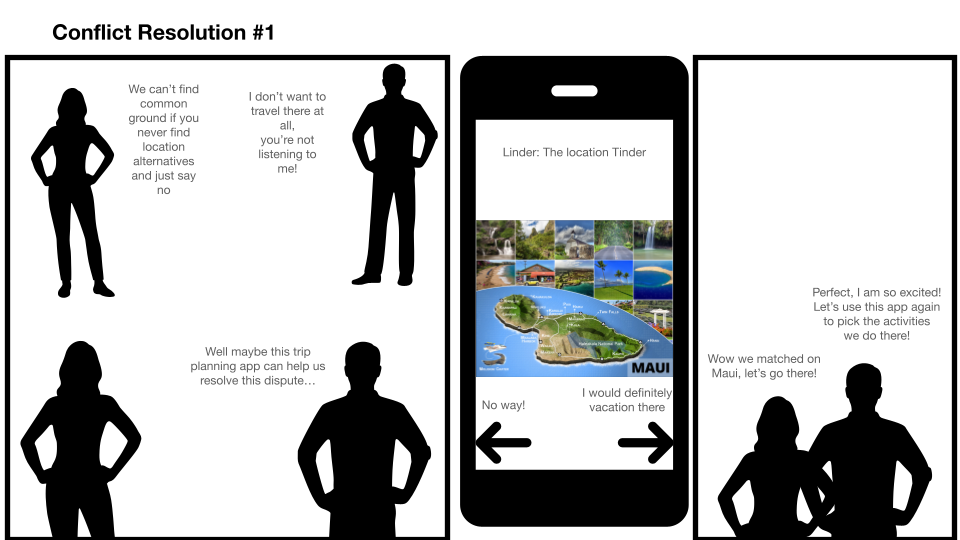 Conflict Resolution #1
We can't find
common
ground if you
never find
location
alternatives
and just say
no
I don't want to
travel there at
all,
you're not
listening to
me!
Well maybe this trip
planning app can help us
resolve this dispute…
Linder: The location Tinder
MAUI
No way!
I would definitely
vacation there
Perfect, I am so excited!
Let's use this app again
to pick the activities
we do there!
Wow we matched on
Maui, let's go there!